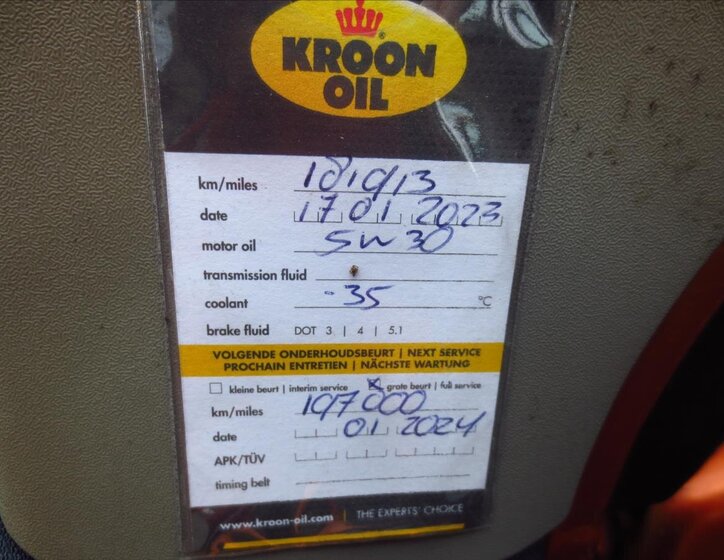 KROON
OIL
km/miles 181913
date 17 01 2023
motor oil 5w30
transmission fluid
coolant -35 °C
brake fluid DOT 3 | 4 | 5.1
VOLGENDE ONDERHOUDSBEURT | NEXT SERVICE
PROCHAIN ENTRETIEN | NÄCHSTE WARTUNG
kleine beurt | interim service x grote beurt | full service
km/miles 197000
date 01 2024
APK/TÜV
timing belt
www.kroon-oil.com | THE EXPERTS' CHOICE